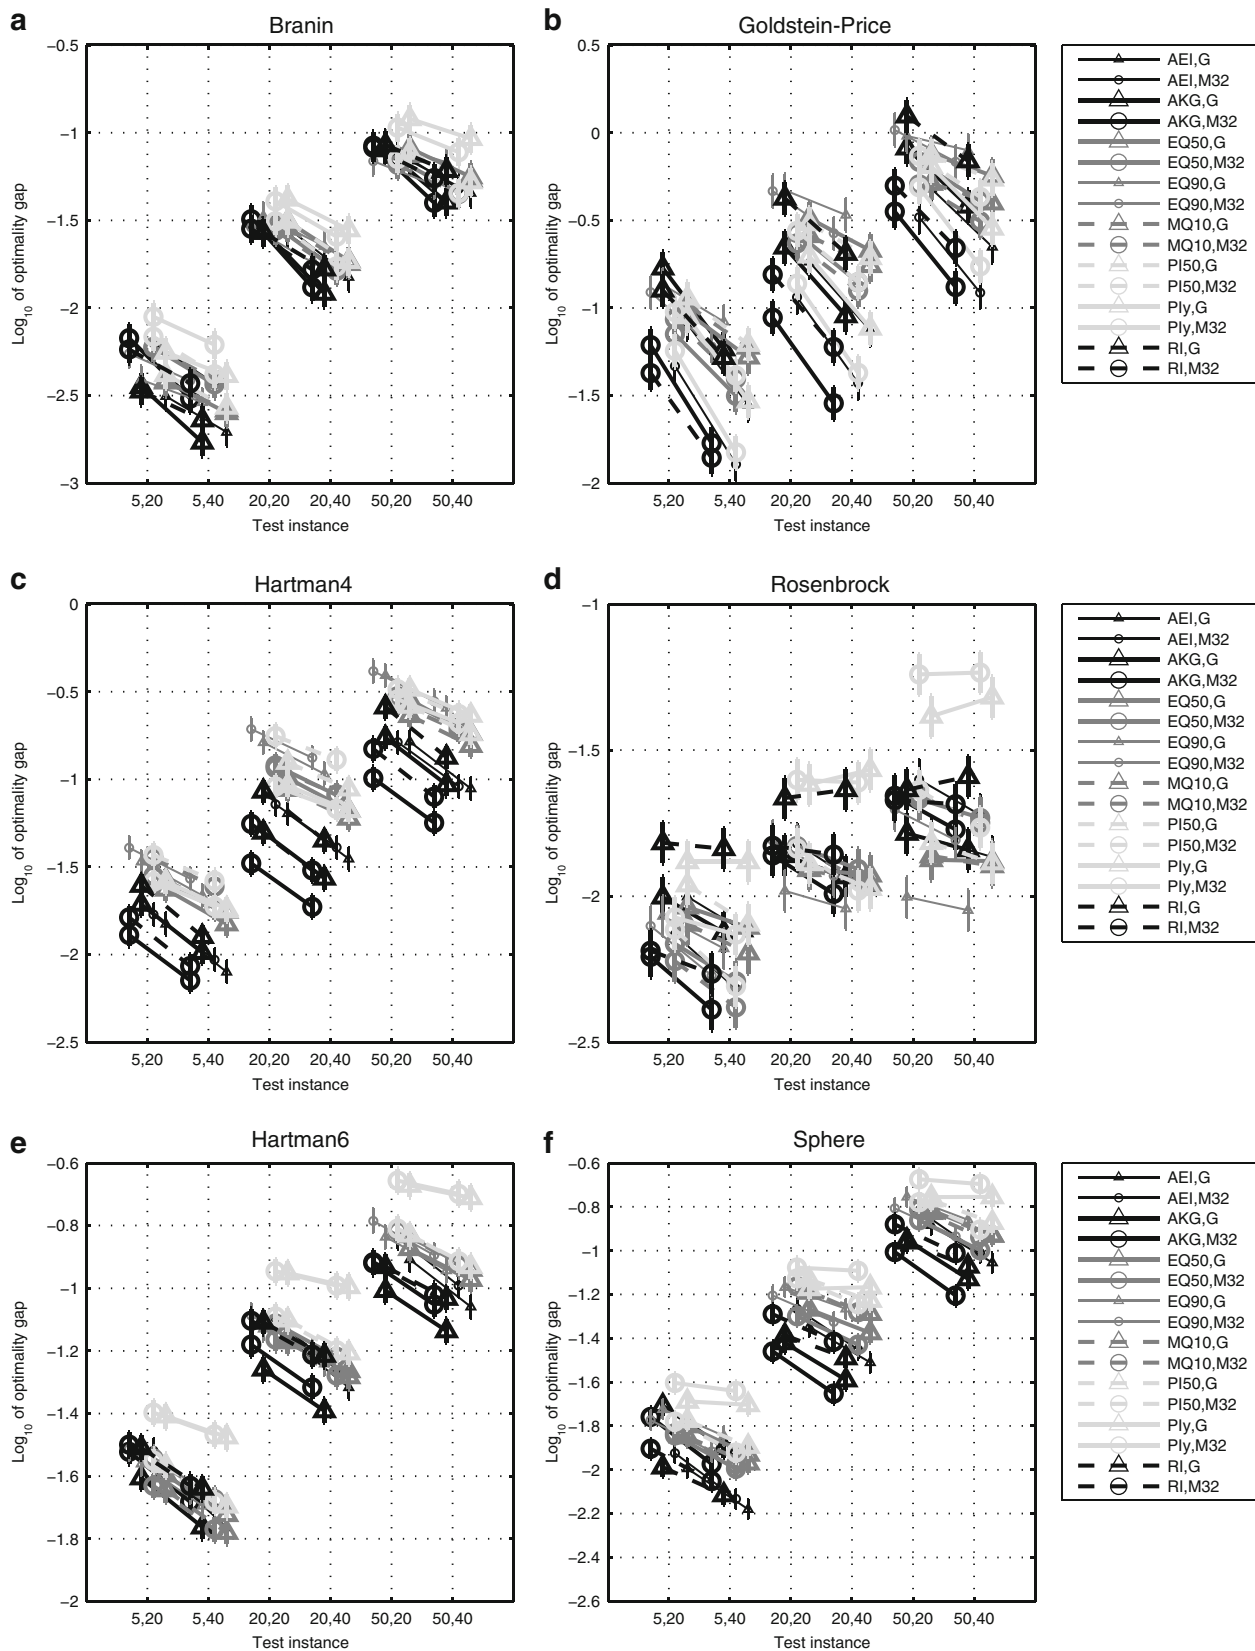 a
Branin
Log10 of optimality gap
−0.5
−1
−1.5
−2
−2.5
−3
5,20 5,40 20,20 20,40 50,20 50,40
Test instance
b
Goldstein-Price
Log10 of optimality gap
0.5
0
−0.5
−1
−1.5
−2
5,20 5,40 20,20 20,40 50,20 50,40
Test instance
AEI,G
AEI,M32
AKG,G
AKG,M32
EQ50,G
EQ50,M32
EQ90,G
EQ90,M32
MQ10,G
MQ10,M32
PI50,G
PI50,M32
PIy,G
PIy,M32
RI,G
RI,M32
c
Hartman4
Log10 of optimality gap
0
−0.5
−1
−1.5
−2
−2.5
5,20 5,40 20,20 20,40 50,20 50,40
Test instance
d
Rosenbrock
Log10 of optimality gap
−1
−1.5
−2
−2.5
5,20 5,40 20,20 20,40 50,20 50,40
Test instance
AEI,G
AEI,M32
AKG,G
AKG,M32
EQ50,G
EQ50,M32
EQ90,G
EQ90,M32
MQ10,G
MQ10,M32
PI50,G
PI50,M32
PIy,G
PIy,M32
RI,G
RI,M32
e
Hartman6
Log10 of optimality gap
−0.6
−0.8
−1
−1.2
−1.4
−1.6
−1.8
−2
5,20 5,40 20,20 20,40 50,20 50,40
Test instance
f
Sphere
Log10 of optimality gap
−0.6
−0.8
−1
−1.2
−1.4
−1.6
−1.8
−2
−2.2
−2.4
−2.6
5,20 5,40 20,20 20,40 50,20 50,40
Test instance
AEI,G
AEI,M32
AKG,G
AKG,M32
EQ50,G
EQ50,M32
EQ90,G
EQ90,M32
MQ10,G
MQ10,M32
PI50,G
PI50,M32
PIy,G
PIy,M32
RI,G
RI,M32